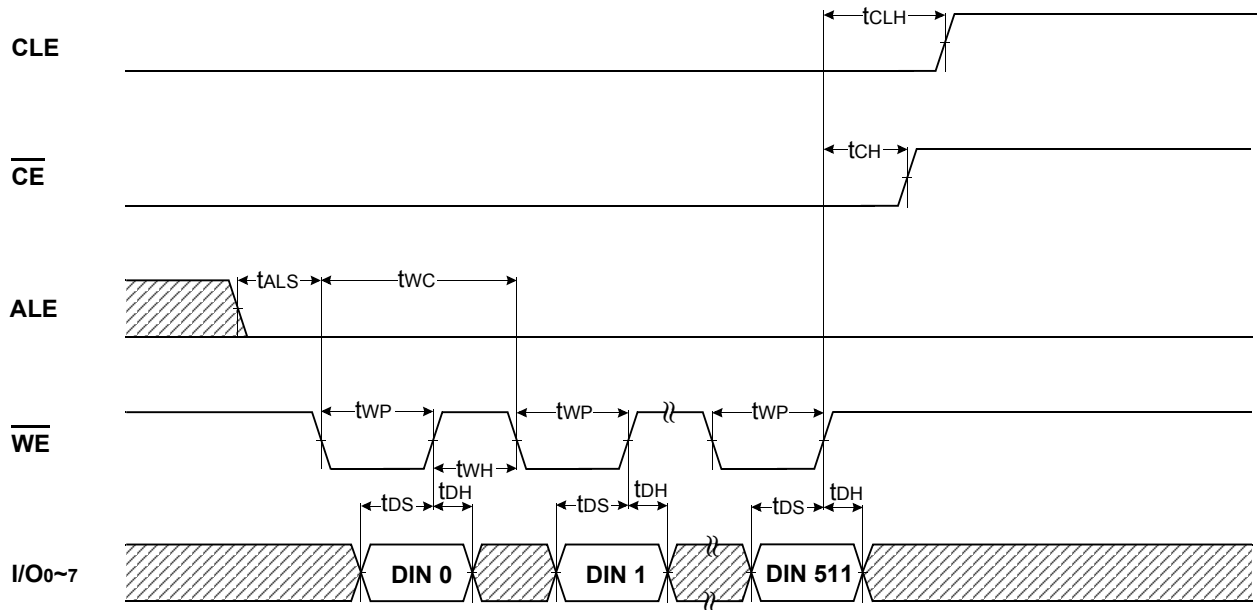 tCLH
CLE
CE
tCH
tALS
tWC
ALE
tWP
tWP
tWP
WE
tWH
tDS
tDH
tDS
tDH
tDS
tDH
I/O0~7
DIN 0
DIN 1
DIN 511